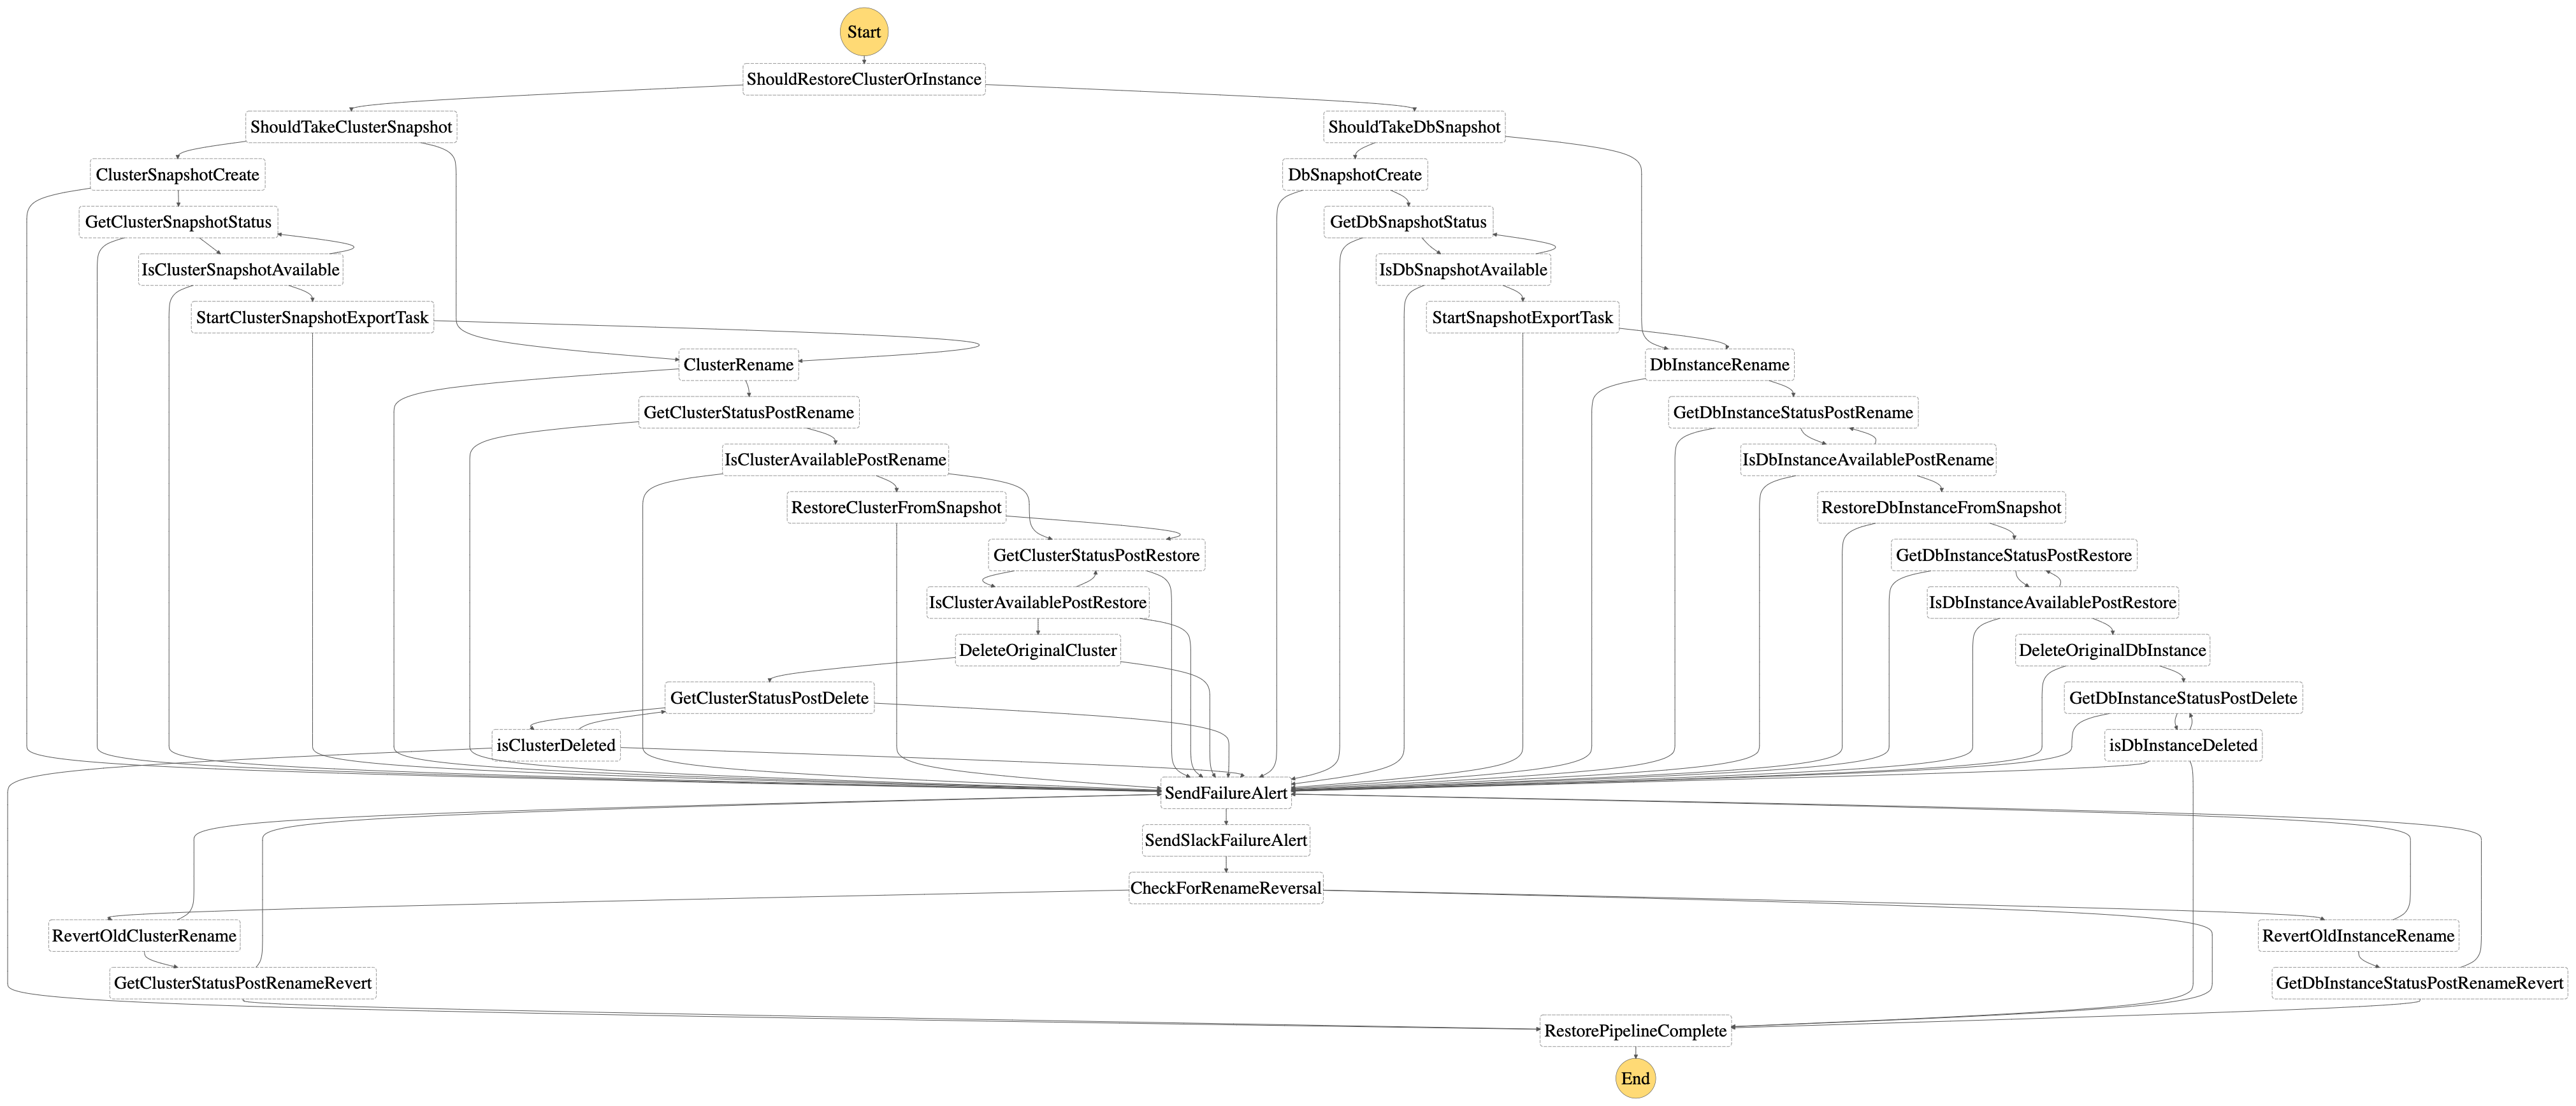 Start
ShouldRestoreClusterOrInstance
ShouldTakeClusterSnapshot
ShouldTakeDbSnapshot
ClusterSnapshotCreate
DbSnapshotCreate
GetClusterSnapshotStatus
GetDbSnapshotStatus
IsClusterSnapshotAvailable
IsDbSnapshotAvailable
StartClusterSnapshotExportTask
StartSnapshotExportTask
ClusterRename
DbInstanceRename
GetClusterStatusPostRename
GetDbInstanceStatusPostRename
IsClusterAvailablePostRename
IsDbInstanceAvailablePostRename
RestoreClusterFromSnapshot
RestoreDbInstanceFromSnapshot
GetClusterStatusPostRestore
GetDbInstanceStatusPostRestore
IsClusterAvailablePostRestore
IsDbInstanceAvailablePostRestore
DeleteOriginalCluster
DeleteOriginalDbInstance
GetClusterStatusPostDelete
GetDbInstanceStatusPostDelete
isClusterDeleted
isDbInstanceDeleted
SendFailureAlert
SendSlackFailureAlert
CheckForRenameReversal
RevertOldClusterRename
RevertOldInstanceRename
GetClusterStatusPostRenameRevert
GetDbInstanceStatusPostRenameRevert
RestorePipelineComplete
End